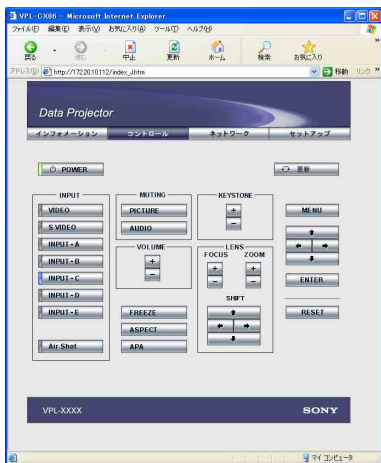 VPL-CX86 - Microsoft Internet Explorer
ファイル(F) 編集(E) 表示(V) お気に入り(A) ツール(T) ヘルプ(H)
戻る 進む 中止 更新 ホーム 検索 お気に入り
アドレス(D) http://172.20.10.112/index_J.htm 移動 リンク
Data Projector
インフォメーション コントロール ネットワーク セットアップ
POWER 更新
INPUT
VIDEO
S VIDEO
INPUT - A
INPUT - B
INPUT - C
INPUT - D
INPUT - E
Air Shot
MUTING
PICTURE
AUDIO
VOLUME
+
-
FREEZE
ASPECT
APA
KEYSTONE
+
-
LENS
FOCUS ZOOM
+ +
- -
SHIFT
MENU
ENTER
RESET
VPL-XXXX SONY
マイ コンピュータ